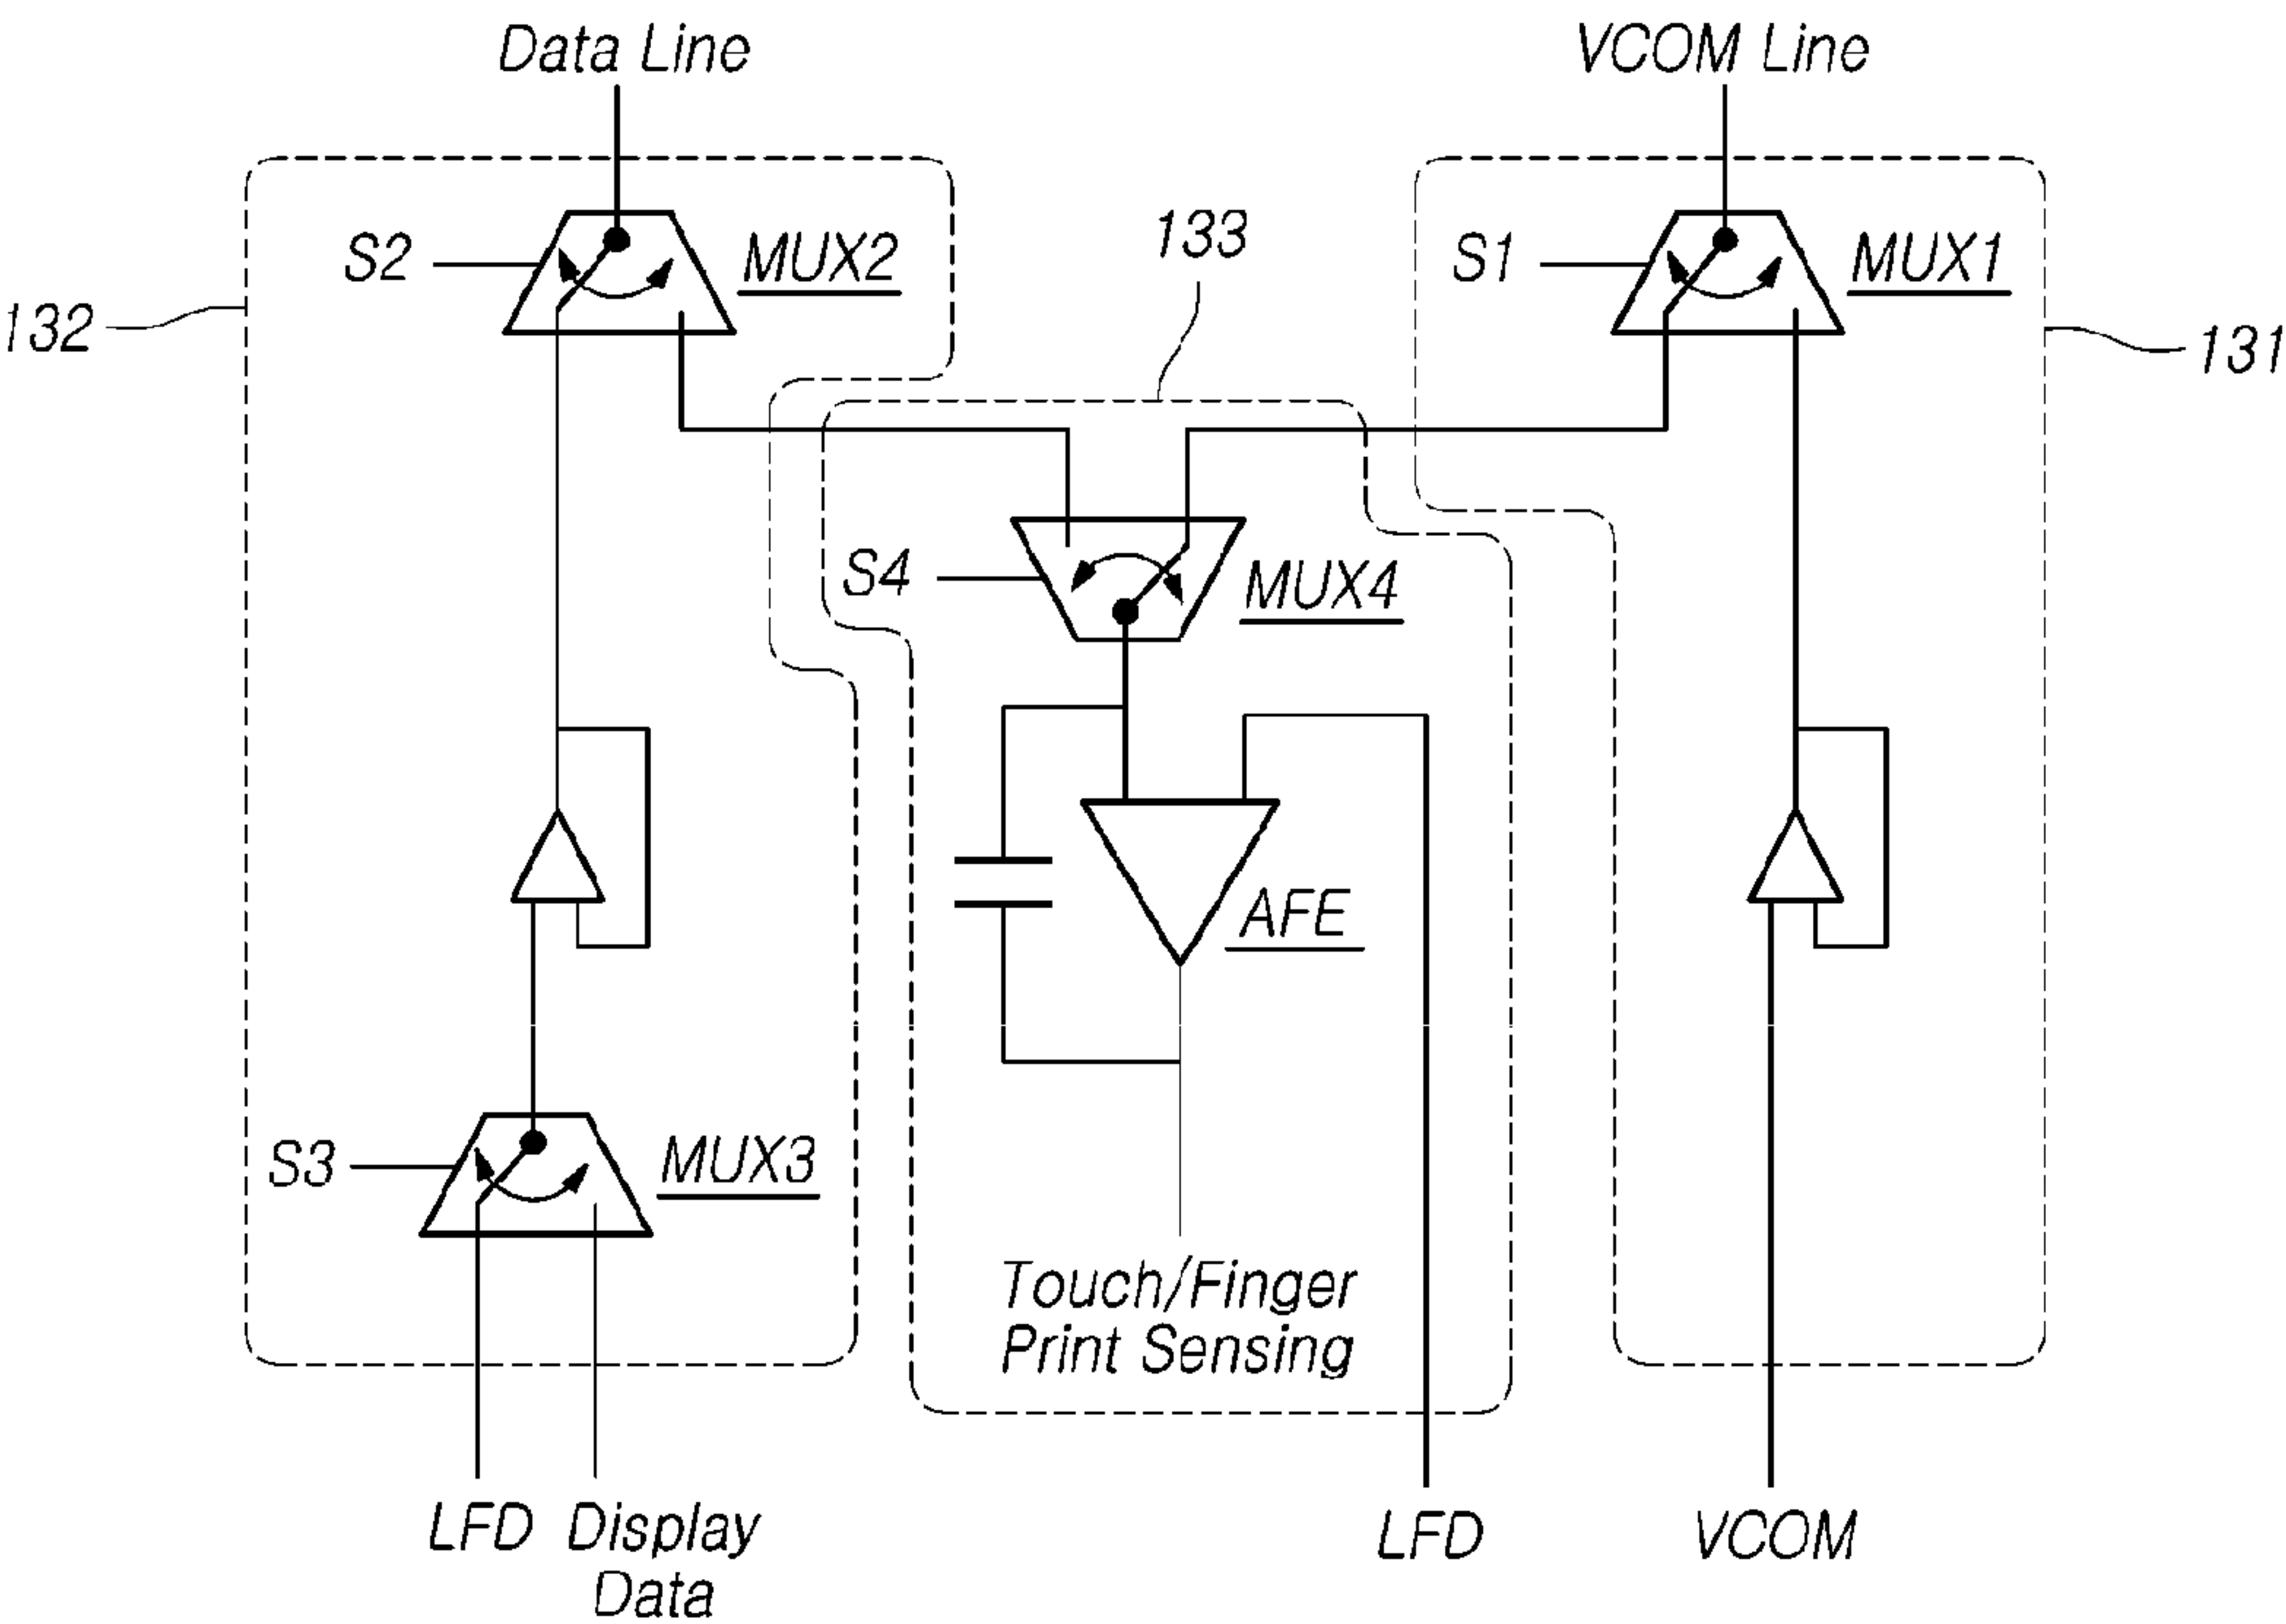 Data Line
VCOM Line
S2
MUX2
133
S1
MUX1
132
131
S4
MUX4
AFE
S3
MUX3
Touch/Finger
Print Sensing
LFD
Display
Data
LFD
VCOM